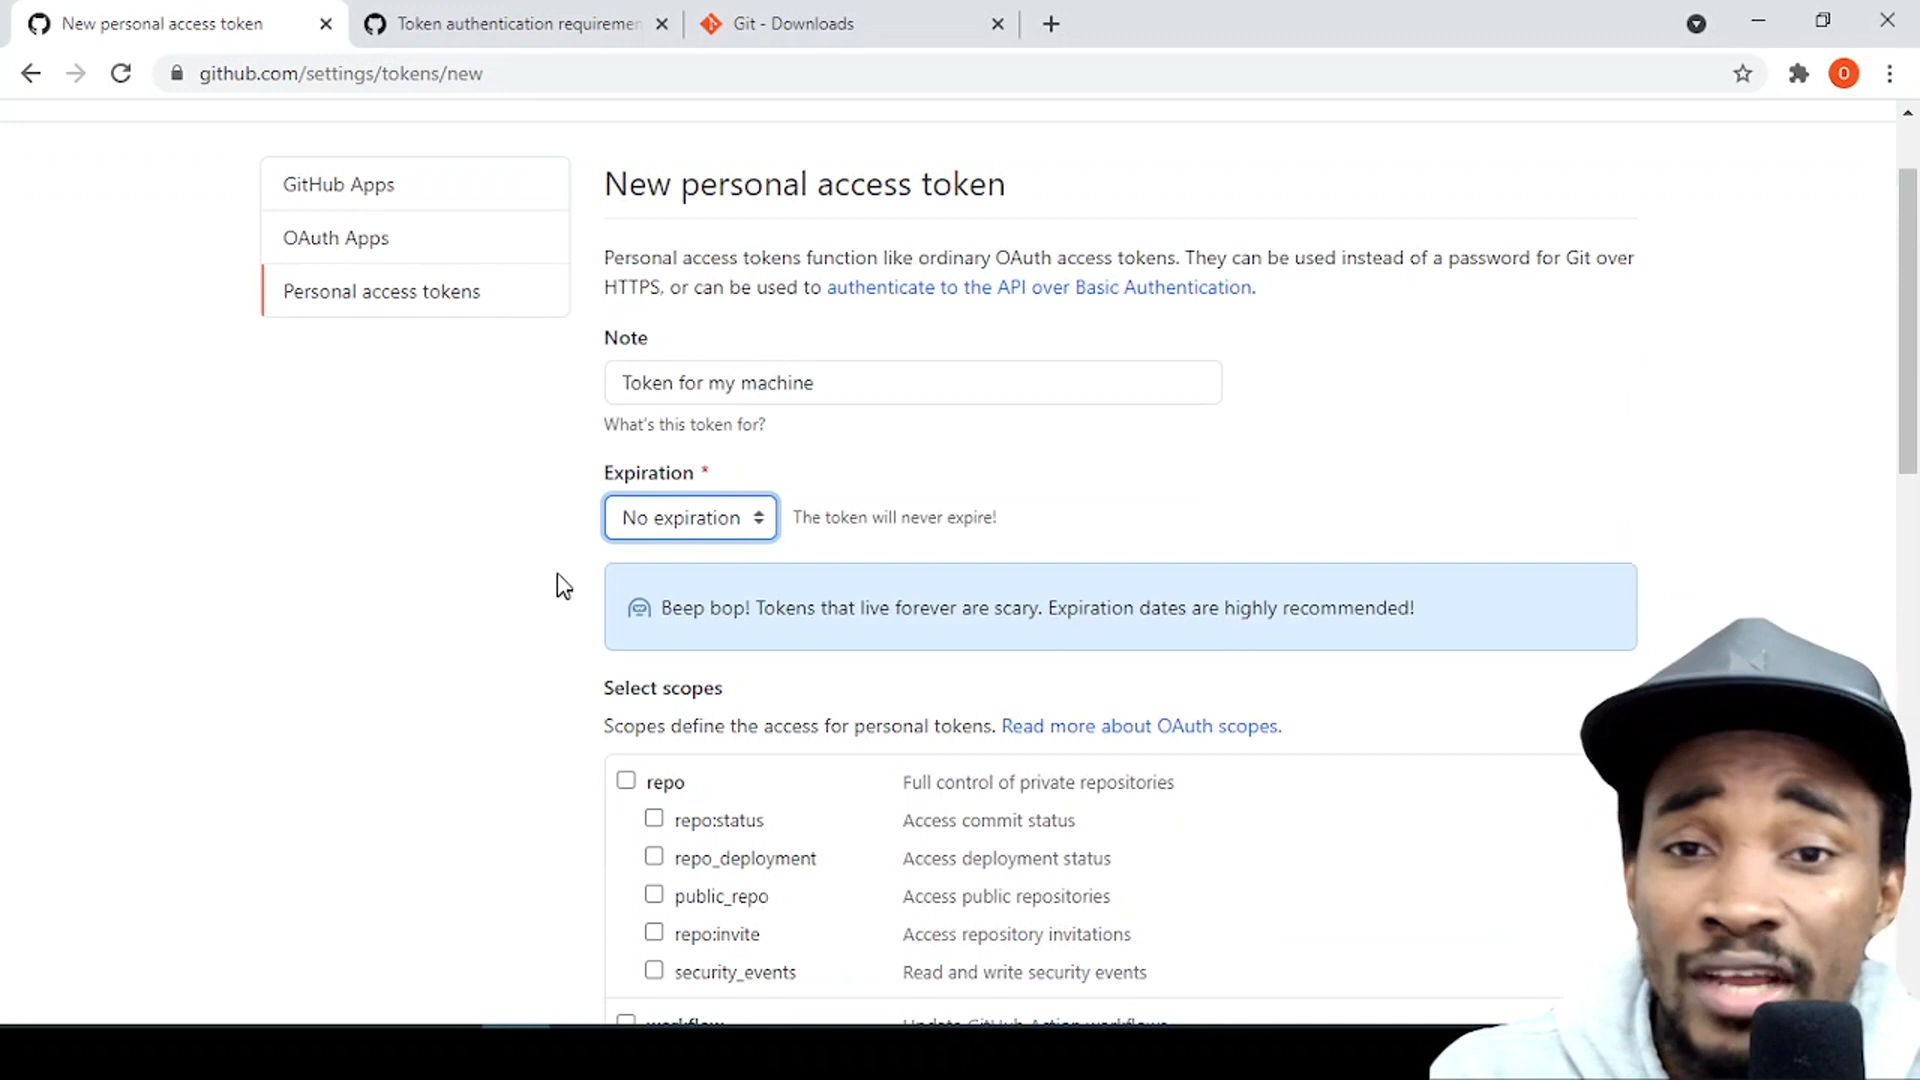 New personal access token
Token authentication requiremen
Git - Downloads
github.com/settings/tokens/new
O
GitHub Apps
OAuth Apps
Personal access tokens
New personal access token
Personal access tokens function like ordinary OAuth access tokens. They can be used instead of a password for Git over
HTTPS, or can be used to authenticate to the API over Basic Authentication.
Note
Token for my machine
What's this token for?
Expiration *
No expiration
The token will never expire!
Beep bop! Tokens that live forever are scary. Expiration dates are highly recommended!
Select scopes
Scopes define the access for personal tokens. Read more about OAuth scopes.
repo Full control of private repositories
repo:status Access commit status
repo_deployment Access deployment status
public_repo Access public repositories
repo:invite Access repository invitations
security_events Read and write security events
workflow Update GitHub Action workflows